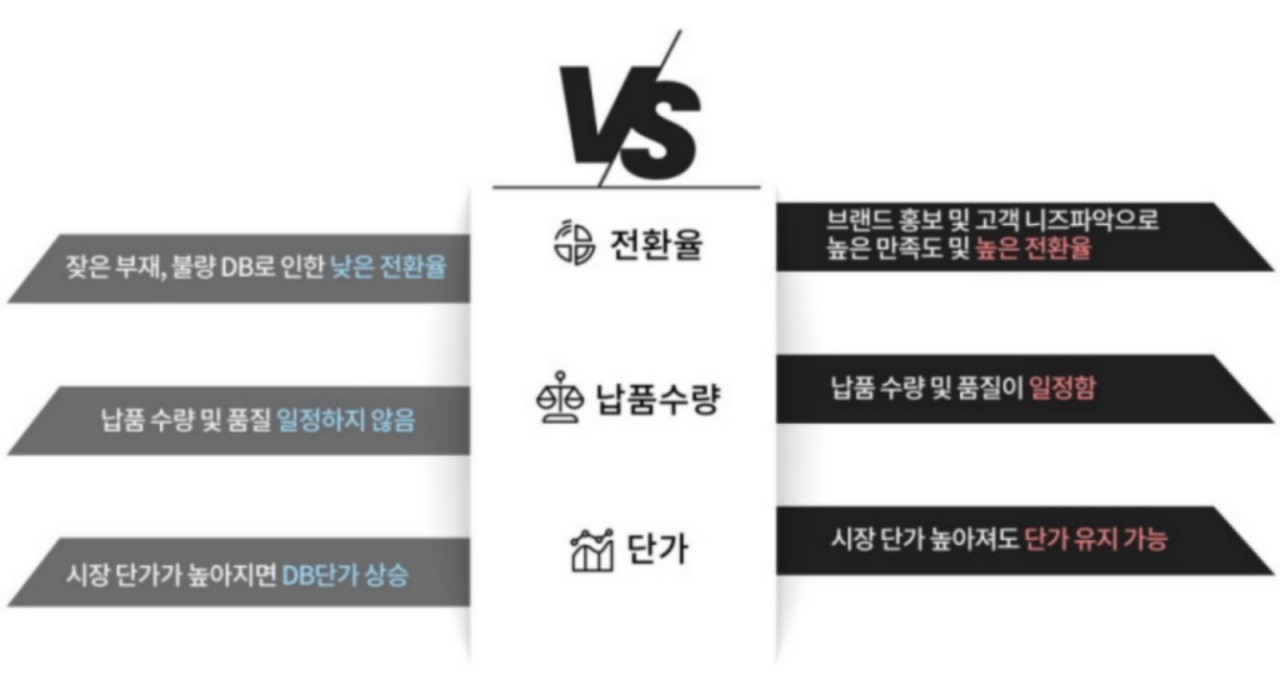 VS
전환율
잦은 부재, 불량 DB로 인한 낮은 전환율
브랜드 홍보 및 고객 니즈파악으로
높은 만족도 및 높은 전환율
납품수량
납품 수량 및 품질 일정하지 않음
납품 수량 및 품질이 일정함
단가
시장 단가가 높아지면 DB단가 상승
시장 단가 높아져도 단가 유지 가능